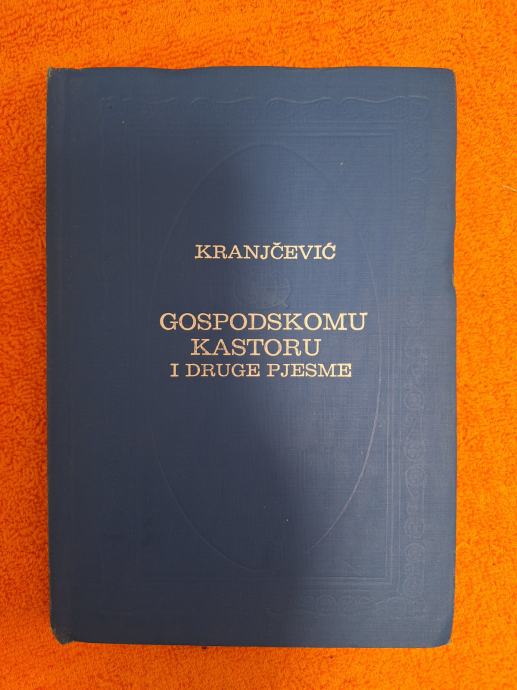 KRANJČEVIĆ
GOSPODSKOMU
KASTORU
I DRUGE PJESME